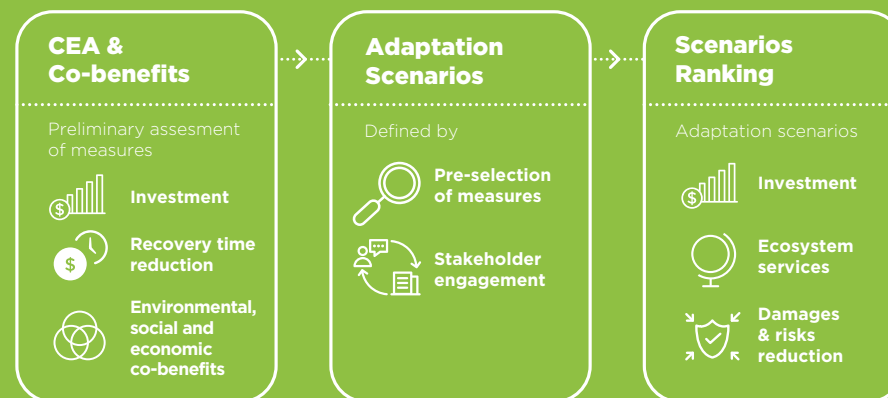 CEA &
Co-benefits
Preliminary assesment
of measures
$
Investment
$
Recovery time
reduction
Environmental,
social and
economic
co-benefits
Adaptation
Scenarios
Defined by
Pre-selection
of measures
Stakeholder
engagement
Scenarios
Ranking
Adaptation scenarios
$
Investment
Ecosystem
services
Damages
& risks
reduction